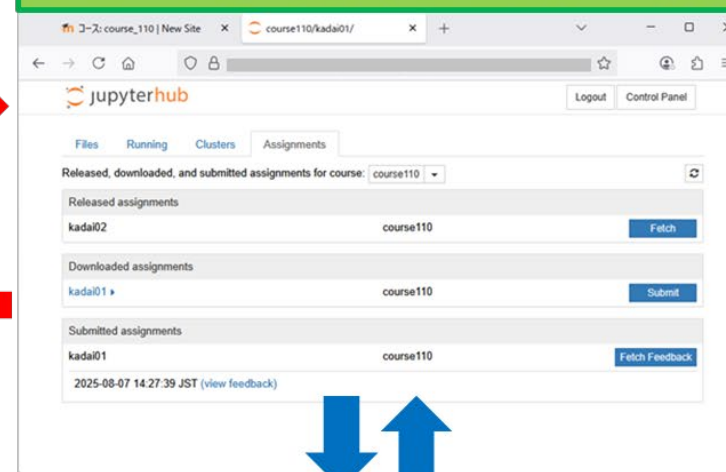 コース: course_110 | New Site
course110/kadai01/
jupyterhub
Logout
Control Panel
Files
Running
Clusters
Assignments
Released, downloaded, and submitted assignments for course: course110
Released assignments
kadai02 course110 Fetch
Downloaded assignments
kadai01 course110 Submit
Submitted assignments
kadai01 course110 Fetch Feedback
2025-08-07 14:27:39 JST (view feedback)